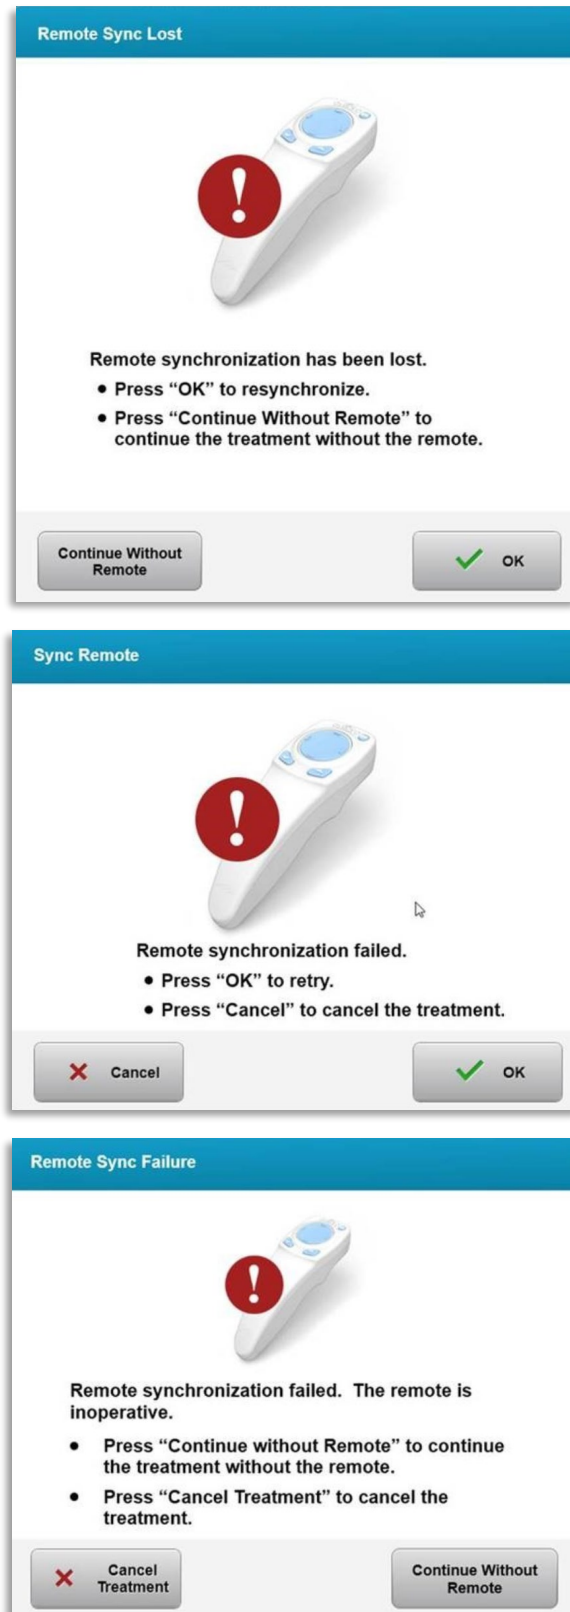 Remote Sync Lost
Remote synchronization has been lost.
• Press “OK” to resynchronize.
• Press “Continue Without Remote” to
continue the treatment without the remote.
Continue Without
Remote
OK
Sync Remote
Remote synchronization failed.
• Press “OK” to retry.
• Press “Cancel” to cancel the treatment.
Cancel
OK
Remote Sync Failure
Remote synchronization failed.  The remote is
inoperative.
• Press “Continue without Remote” to continue
the treatment without the remote.
• Press “Cancel Treatment” to cancel the
treatment.
Cancel
Treatment
Continue Without
Remote